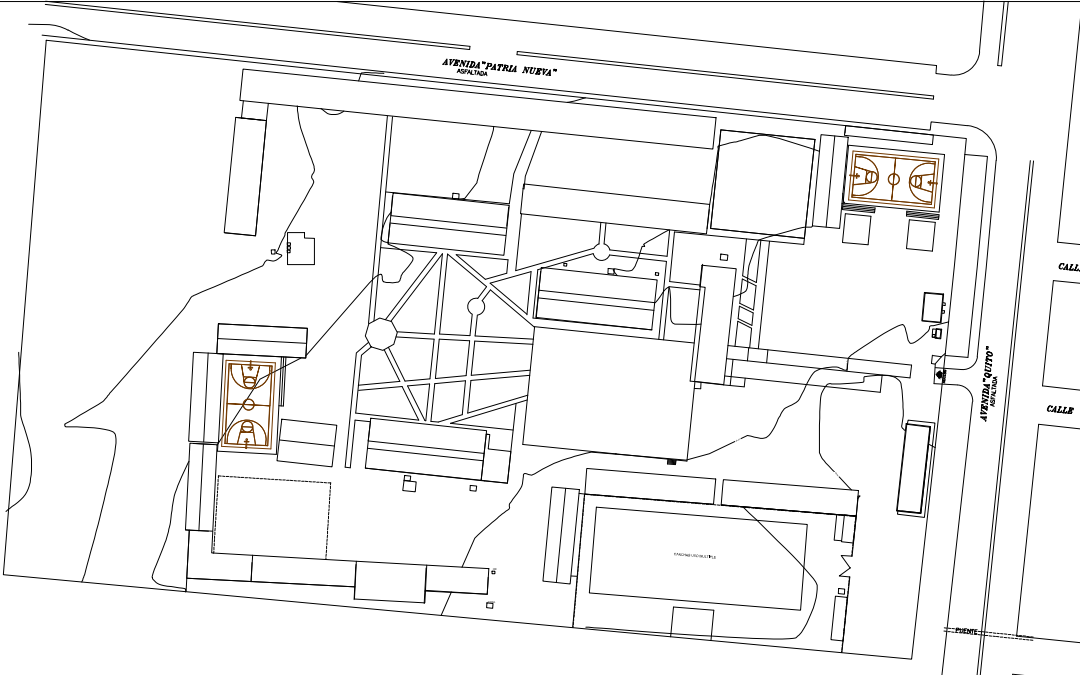 AVENIDA"PATRIA NUEVA"
ASFALTADA
CALLE
AVENIDA"QUITO"
ASFALTADA
CALLE
PUENTE